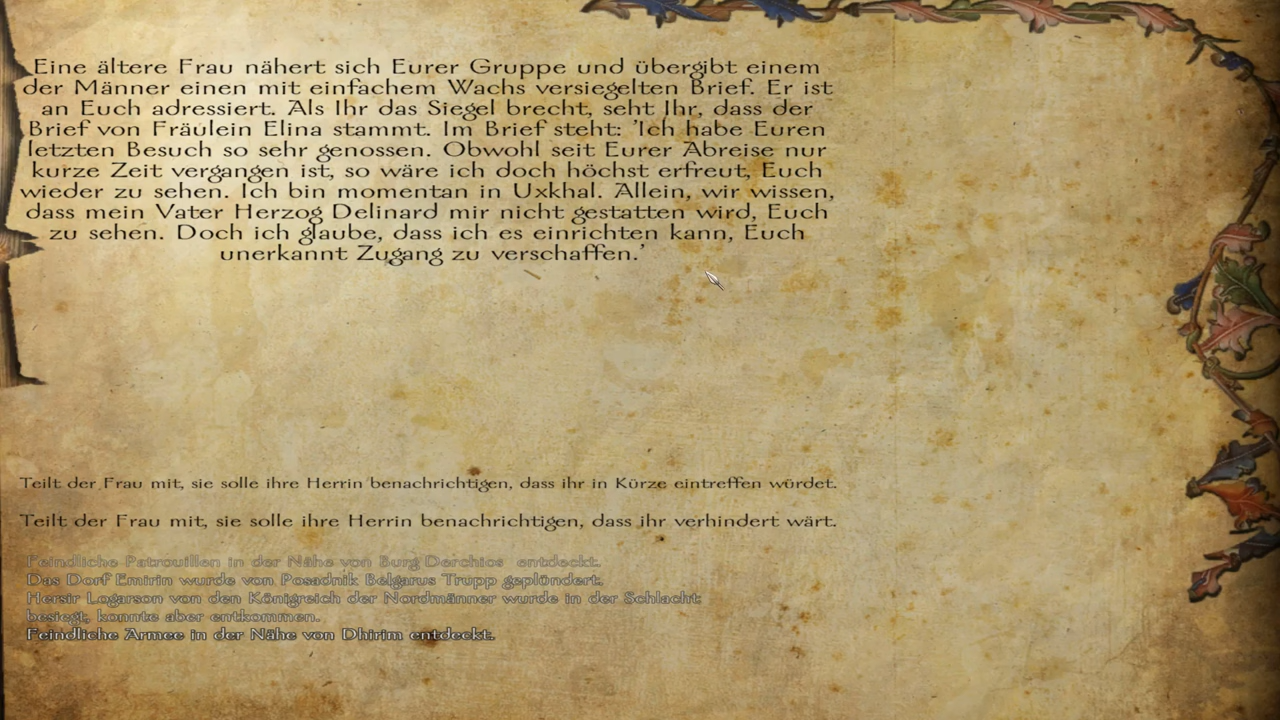 Eine ältere Frau nähert sich Eurer Gruppe und übergibt einem
der Männer einen mit einfachem Wachs versiegelten Brief. Er ist
an Euch adressiert. Als Ihr das Siegel brecht, seht Ihr, dass der
Brief von Fräulein Elina stammt. Im Brief steht: 'Ich habe Euren
letzten Besuch so sehr genossen. Obwohl seit Eurer Abreise nur
kurze Zeit vergangen ist, so wäre ich doch höchst erfreut, Euch
wieder zu sehen. Ich bin momentan in Uxkhal. Allein, wir wissen,
dass mein Vater Herzog Delinard mir nicht gestatten wird, Euch
zu sehen. Doch ich glaube, dass ich es einrichten kann, Euch
unerkannt Zugang zu verschaffen.'
Teilt der Frau mit, sie solle ihre Herrin benachrichtigen, dass ihr in Kürze eintreffen würdet.
Teilt der Frau mit, sie solle ihre Herrin benachrichtigen, dass ihr verhindert wärt.
Feindliche Patrouillen in der Nähe von Burg Derchios entdeckt.
Das Dorf Emirin wurde von Posadnik Belgarus Trupp geplündert.
Hersir Logarson von den Königreich der Nordmänner wurde in der Schlacht
besiegt, konnte aber entkommen.
Feindliche Armee in der Nähe von Dhirim entdeckt.